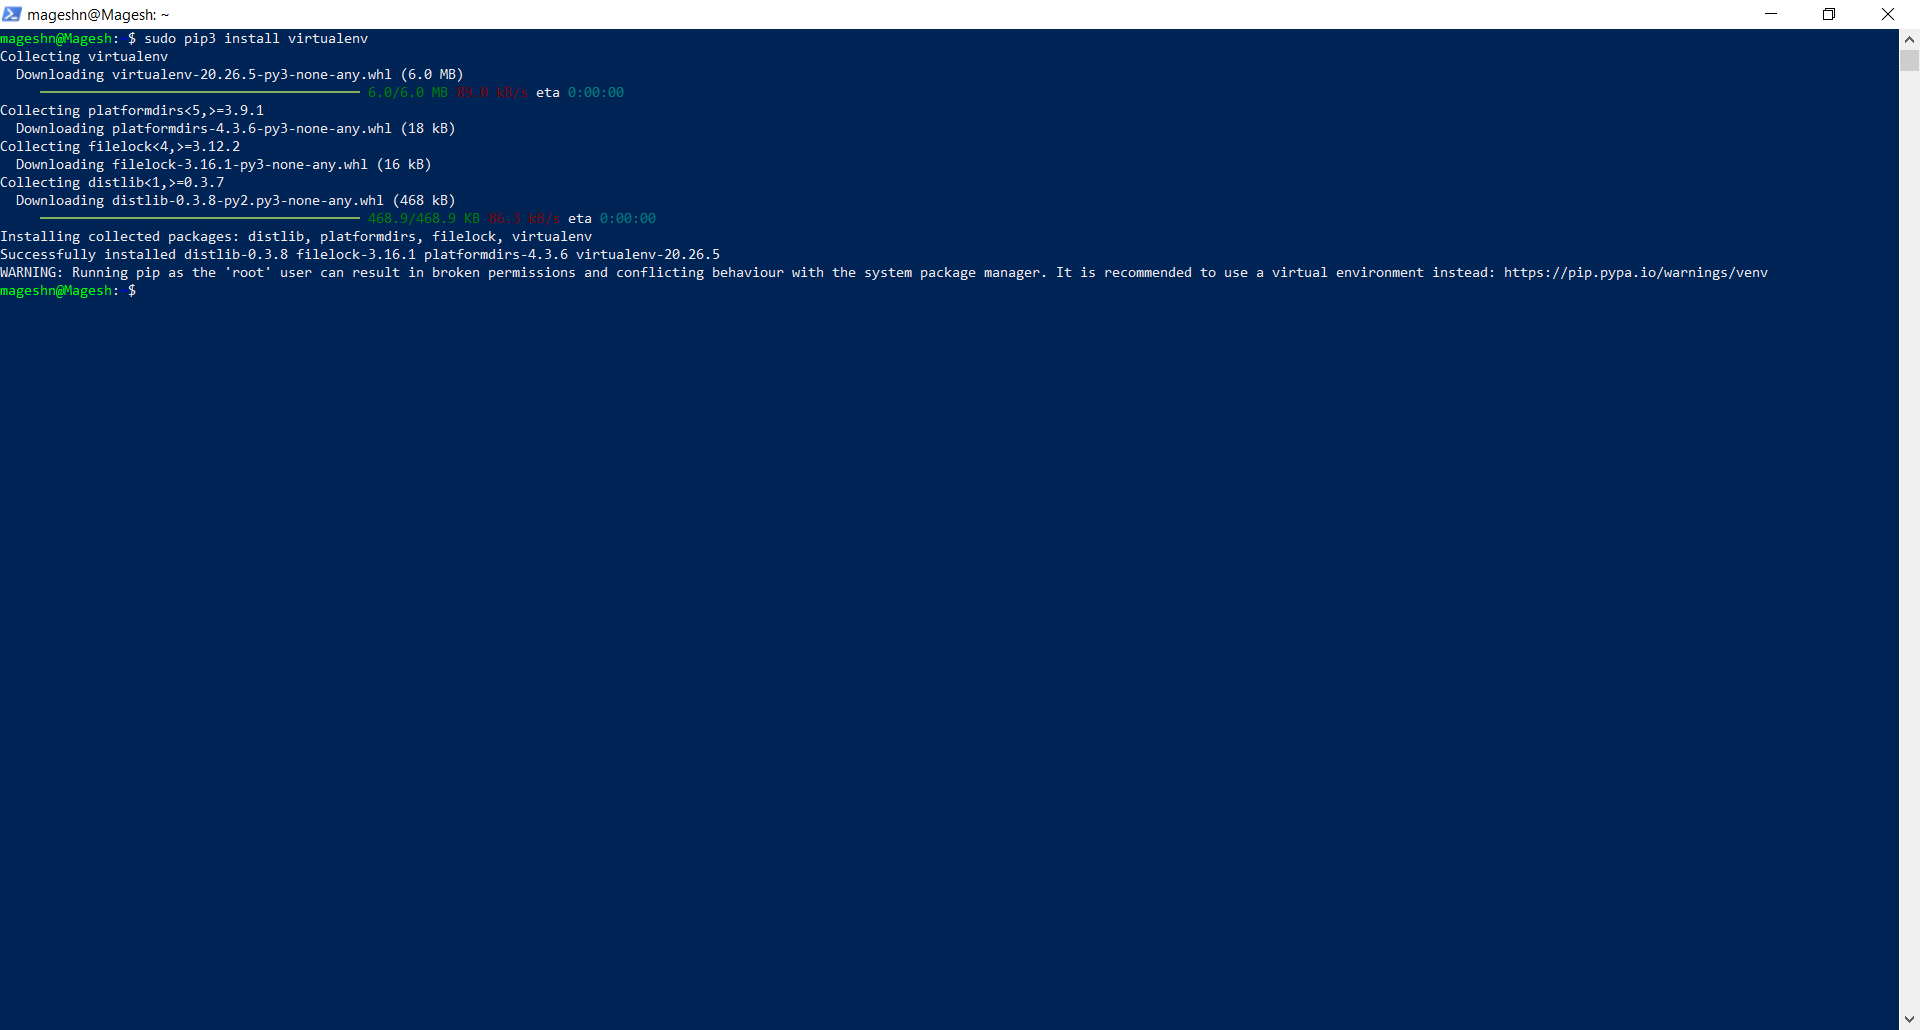 mageshn@Magesh: ~
mageshn@Magesh: $ sudo pip3 install virtualenv
Collecting virtualenv
  Downloading virtualenv-20.26.5-py3-none-any.whl (6.0 MB)
6.0/6.0 MB 89.0 kB/s eta 0:00:00
Collecting platformdirs<5,>=3.9.1
  Downloading platformdirs-4.3.6-py3-none-any.whl (18 kB)
Collecting filelock<4,>=3.12.2
  Downloading filelock-3.16.1-py3-none-any.whl (16 kB)
Collecting distlib<1,>=0.3.7
  Downloading distlib-0.3.8-py2.py3-none-any.whl (468 kB)
468.9/468.9 KB 86.3 kB/s eta 0:00:00
Installing collected packages: distlib, platformdirs, filelock, virtualenv
Successfully installed distlib-0.3.8 filelock-3.16.1 platformdirs-4.3.6 virtualenv-20.26.5
WARNING: Running pip as the 'root' user can result in broken permissions and conflicting behaviour with the system package manager. It is recommended to use a virtual environment instead: https://pip.pypa.io/warnings/venv
mageshn@Magesh: $